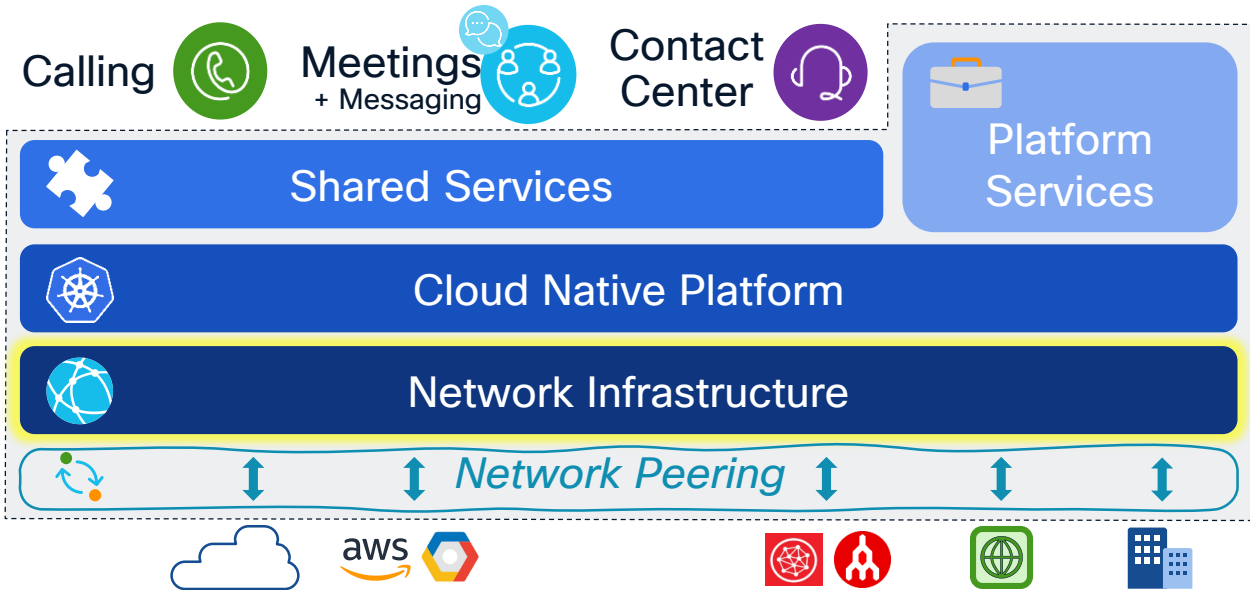 Calling
Meetings
+ Messaging
Contact
Center
Platform
Services
Shared Services
Cloud Native Platform
Network Infrastructure
Network Peering
aws